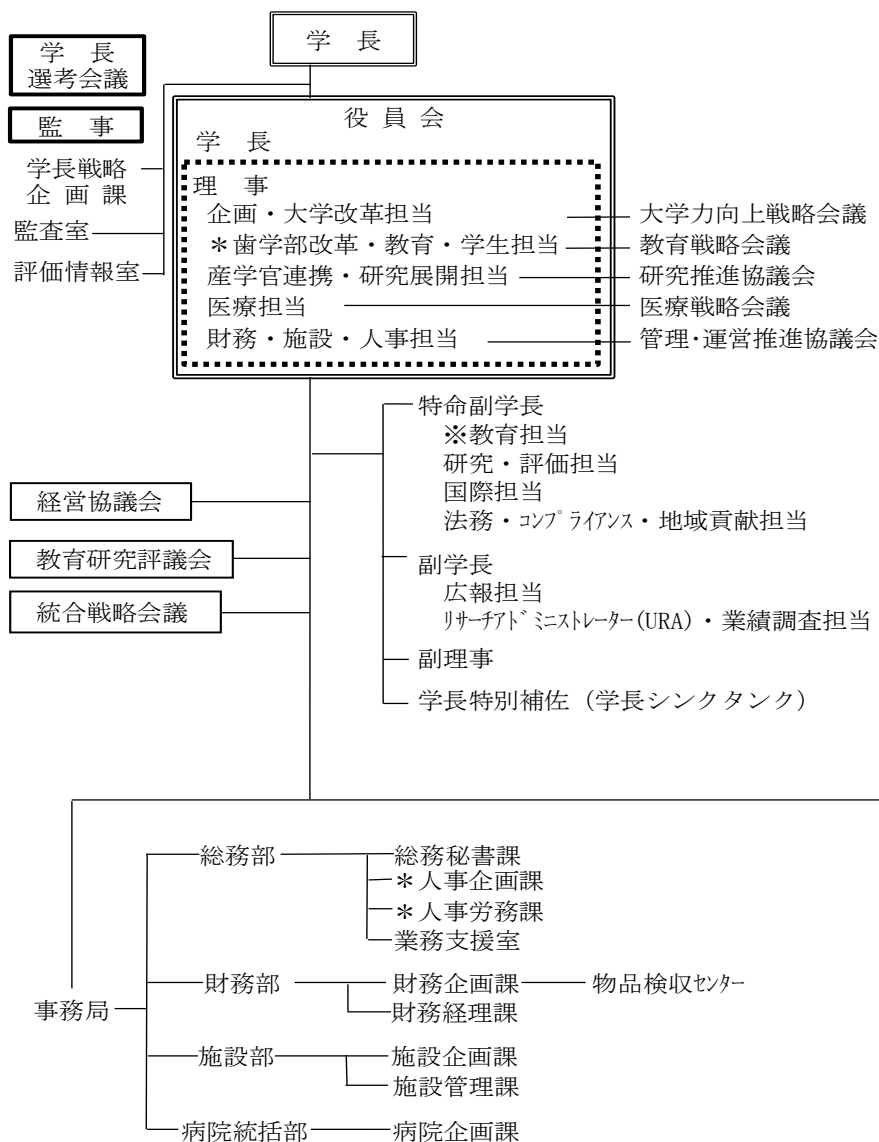 学　長
学　長
選考会議
監　事
学長戦略
企 画 課
監査室
評価情報室
役 員 会
学　長
理　事
企画・大学改革担当
大学力向上戦略会議
＊歯学部改革・教育・学生担当
教育戦略会議
産学官連携・研究展開担当
研究推進協議会
医療担当
医療戦略会議
財務・施設・人事担当
管理・運営推進協議会
特命副学長
※教育担当
研究・評価担当
国際担当
法務・コンプライアンス・地域貢献担当
経営協議会
教育研究評議会
統合戦略会議
副学長
広報担当
リサーチアドミニストレーター(URA)・業績調査担当
副理事
学長特別補佐（学長シンクタンク）
総務部
総務秘書課
＊人事企画課
＊人事労務課
業務支援室
事務局
財務部
財務企画課
物品検収センター
財務経理課
施設部
施設企画課
施設管理課
病院統括部
病院企画課